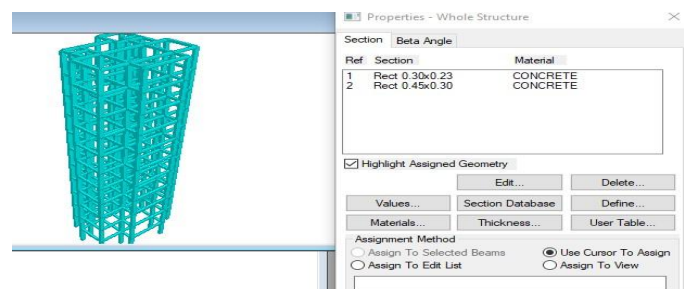 Properties - Whole Structure
Section Beta Angle
Ref Section Material
1 Rect 0.30x0.23 CONCRETE
2 Rect 0.45x0.30 CONCRETE
Highlight Assigned Geometry
Edit... Delete...
Values... Section Database Define...
Materials... Thickness... User Table...
Assignment Method
Assign To Selected Beams Use Cursor To Assign
Assign To Edit List Assign To View